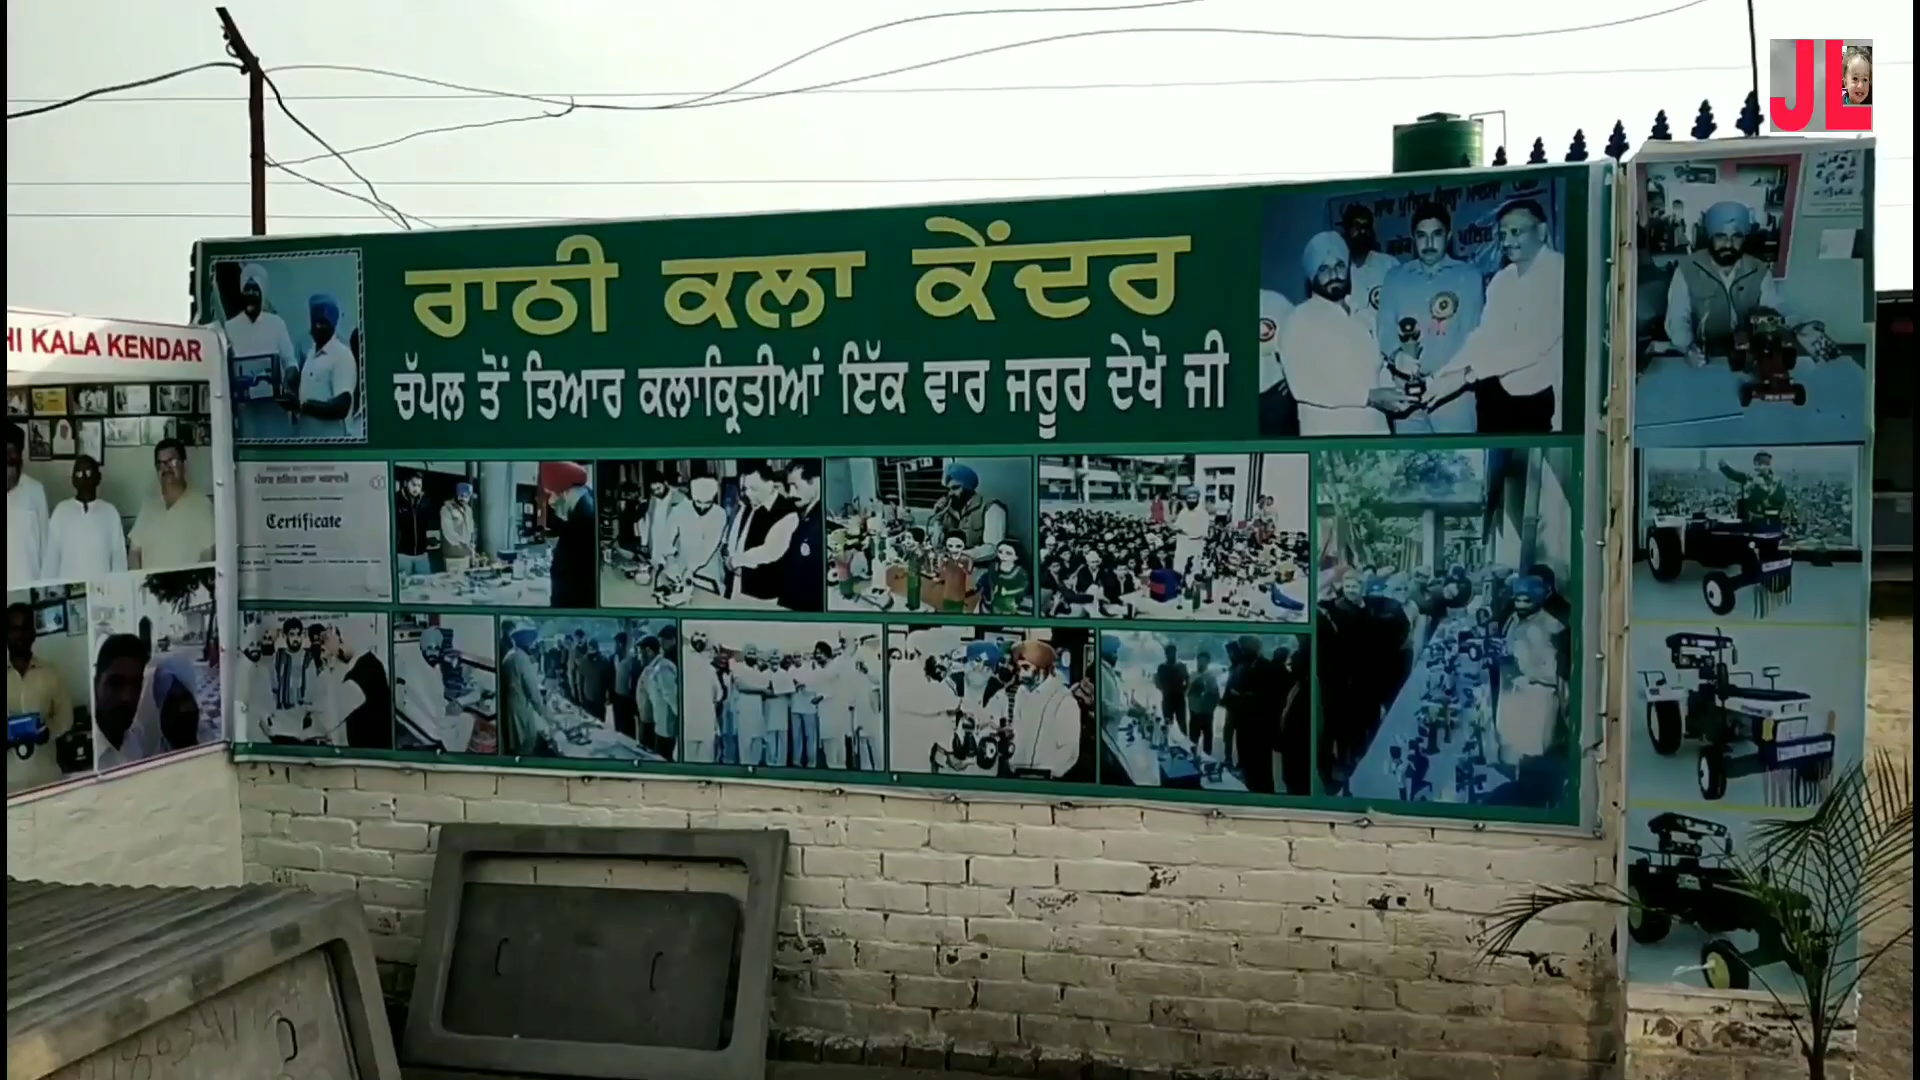 JL
ਰਾਠੀ ਕਲਾ ਕੇਂਦਰ
ਚੱਪਲ ਤੋਂ ਤਿਆਰ ਕਲਾਕ੍ਰਿਤੀਆਂ ਇੱਕ ਵਾਰ ਜਰੂਰ ਦੇਖੋ ਜੀ
HI KALA KENDAR
Certificate